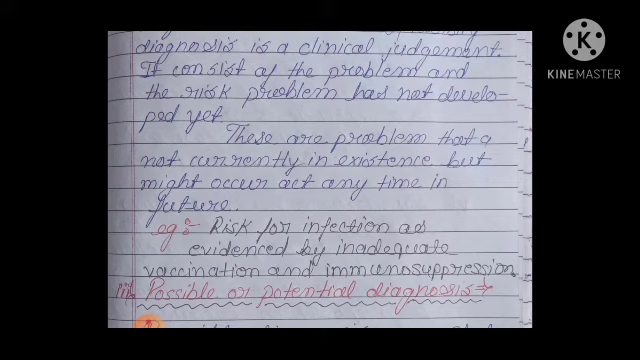 diagnosis is a clinical judgement.
It consist of the problem and
the risk problem has not develo-
ped yet.
These are problem that a
not currently in existence but
might occur act any time in
future.
eg:- Risk for infection as
evidenced by inadequate
vaccination and immunosuppression
Possible or potential diagnosis→
KINEMASTER